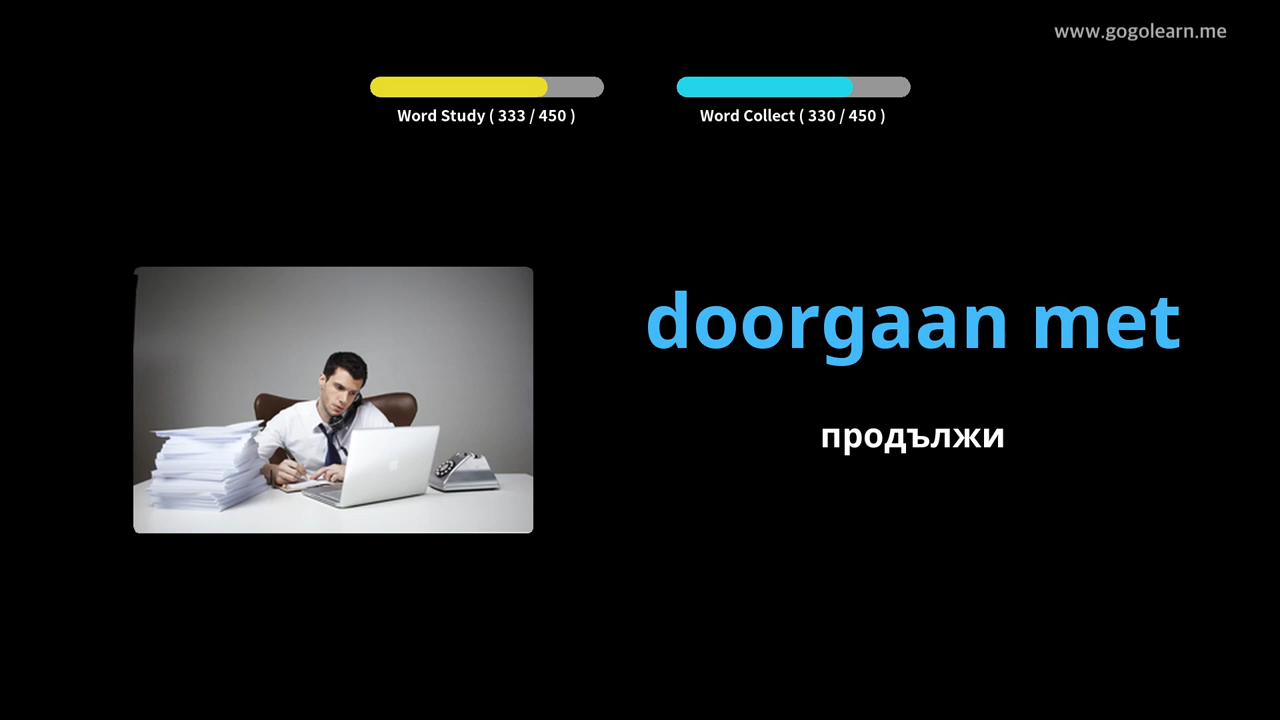 www.gogolearn.me
Word Study ( 333 / 450 )
Word Collect ( 330 / 450 )
doorgaan met
продължи